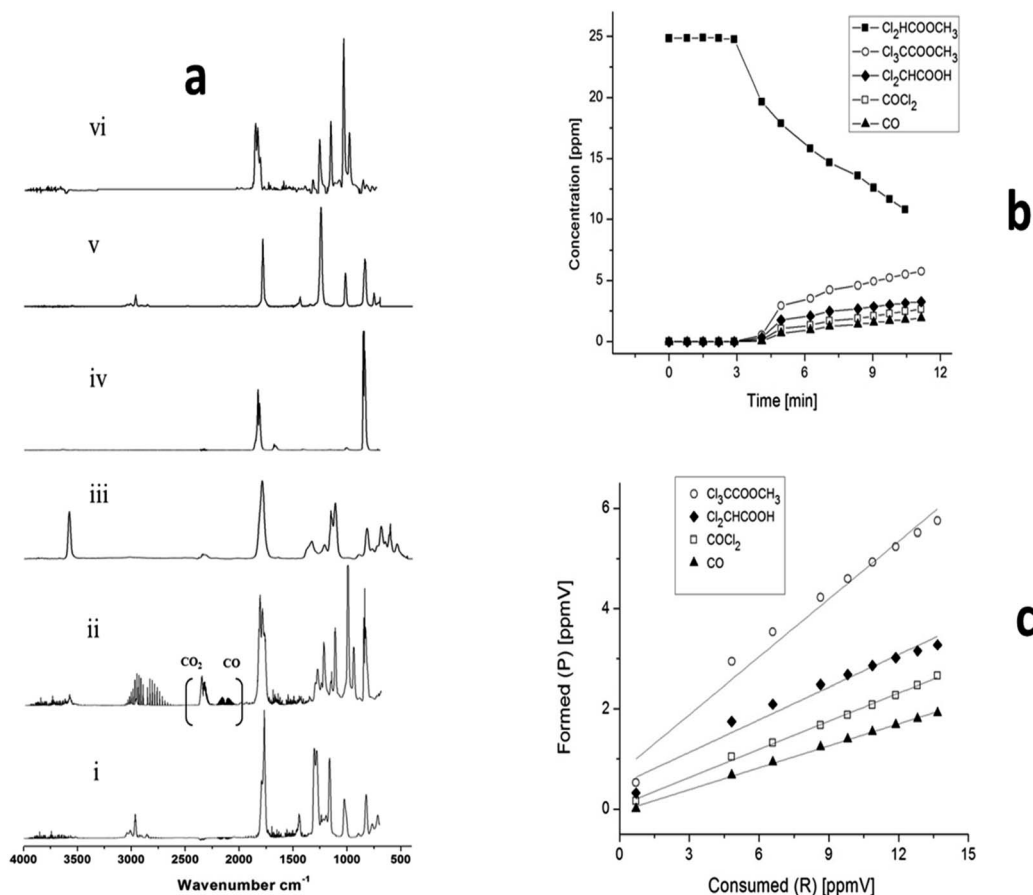 a
vi
v
iv
iii
ii
CO₂
CO
i
4000 3500 3000 2500 2000 1500 1000 500
Wavenumber cm⁻¹
b
Concentration [ppm]
25
20
15
10
5
0
Cl₂HCOOCH₃
Cl₃CCOOCH₃
Cl₂CHCOOH
COCl₂
CO
0 3 6 9 12
Time [min]
c
Formed (P) [ppmV]
6
4
2
0
Cl₃CCOOCH₃
Cl₂CHCOOH
COCl₂
CO
0 3 6 9 12 15
Consumed (R) [ppmV]